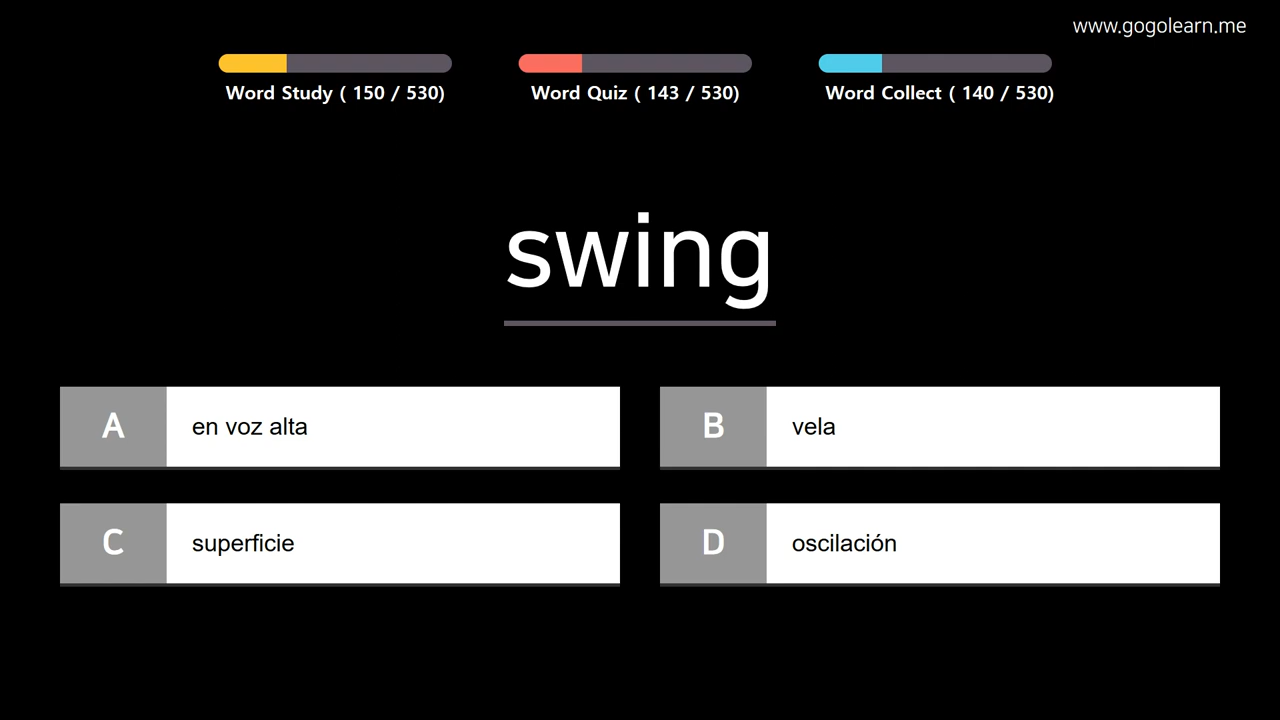 www.gogolearn.me
Word Study ( 150 / 530)
Word Quiz ( 143 / 530)
Word Collect ( 140 / 530)
swing
A en voz alta
B vela
C superficie
D oscilación